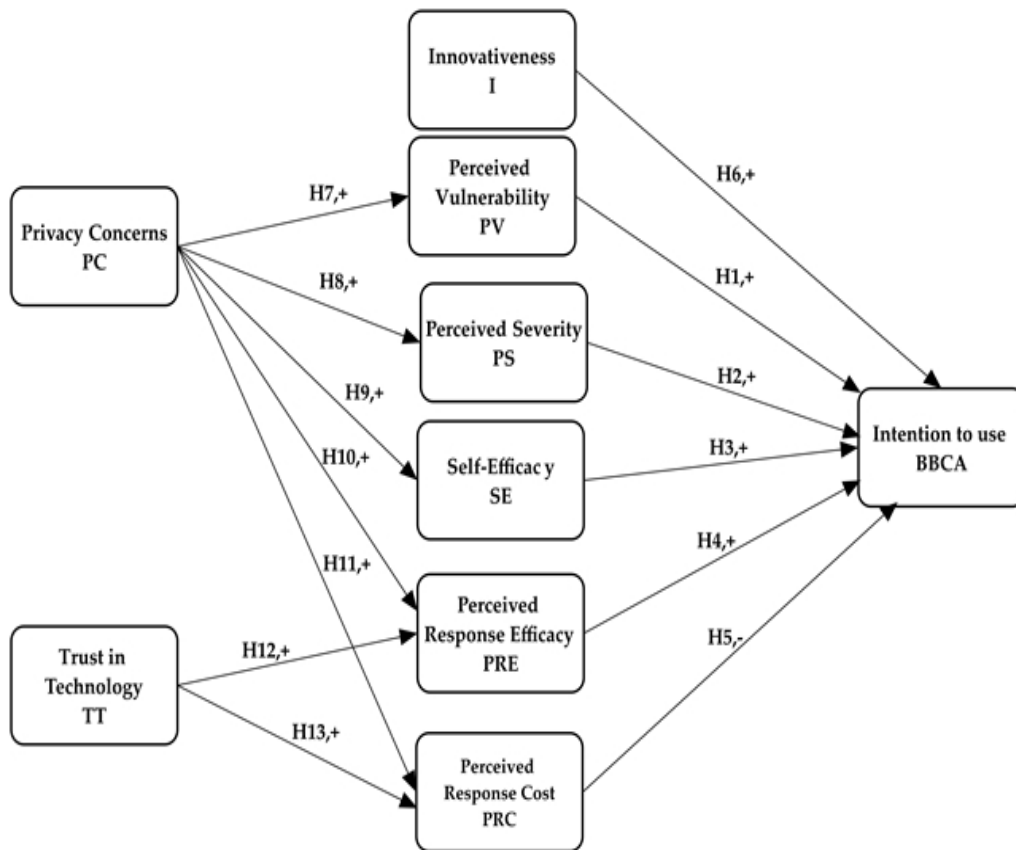 Innovativeness
I
Perceived
Vulnerability
PV
Privacy Concerns
PC
Perceived Severity
PS
Self-Efficacy
SE
Trust in
Technology
TT
Perceived
Response Efficacy
PRE
Perceived
Response Cost
PRC
Intention to use
BBCA
H7,+
H8,+
H9,+
H10,+
H11,+
H12,+
H13,+
H6,+
H1,+
H2,+
H3,+
H4,+
H5,-